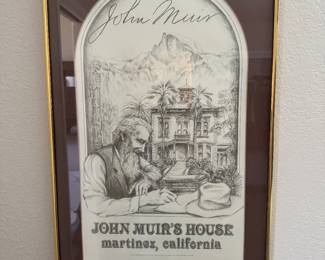 John Muir
JOHN MUIR'S HOUSE
martinez, california